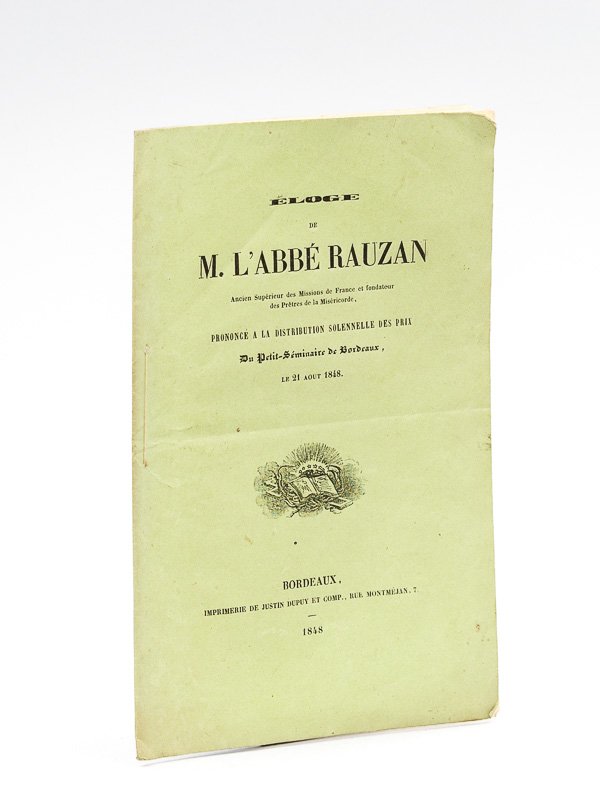 ÉLOGE
DE
M. L'ABBÉ RAUZAN
Ancien Supérieur des Missions de France et fondateur
des Prêtres de la Miséricorde,
PRONONCÉ A LA DISTRIBUTION SOLENNELLE DES PRIX
Du Petit-Séminaire de Bordeaux,
LE 21 AOUT 1848.
BORDEAUX,
IMPRIMERIE DE JUSTIN DUPUY ET COMP., RUE MONTMÉJAN, 7
1848